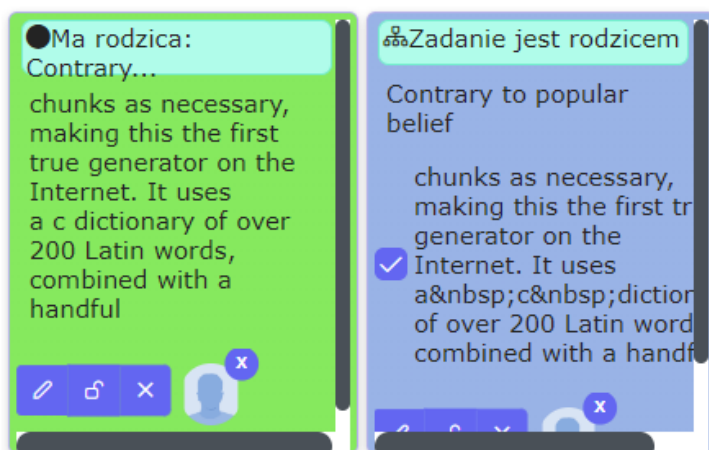 Ma rodzica:
Contrary...
chunks as necessary,
making this the first
true generator on the
Internet. It uses
a c dictionary of over
200 Latin words,
combined with a
handful
x
Zadanie jest rodzicem
Contrary to popular
belief
chunks as necessary,
making this the first tr
generator on the
Internet. It uses
a&nbsp;c&nbsp;diction
of over 200 Latin word
combined with a handf
x